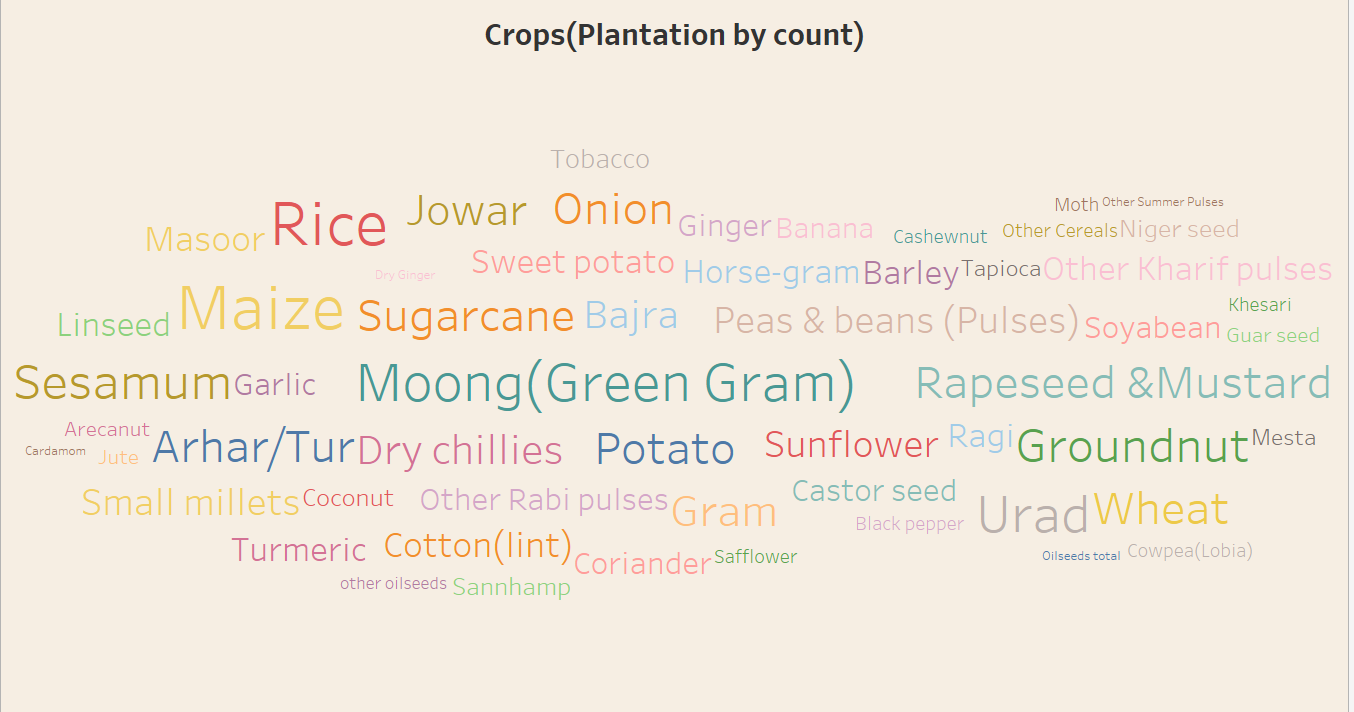 Crops(Plantation by count)
Tobacco
Masoor Rice Jowar Onion Ginger Banana Cashewnut Moth Other Summer Pulses
Other Cereals Niger seed
Dry Ginger Sweet potato Horse-gram Barley Tapioca Other Kharif pulses
Linseed Maize Sugarcane Bajra Peas & beans (Pulses) Soyabean Khesari
Guar seed
Sesamum Garlic Moong(Green Gram) Rapeseed &Mustard
Arecanut
Cardamom Jute Arhar/Tur Dry chillies Potato Sunflower Ragi Groundnut Mesta
Small millets Coconut Other Rabi pulses Gram Castor seed Urad Wheat
Black pepper
Turmeric Cotton(lint) Coriander Safflower Oilseeds total Cowpea(Lobia)
other oilseeds Sannhamp